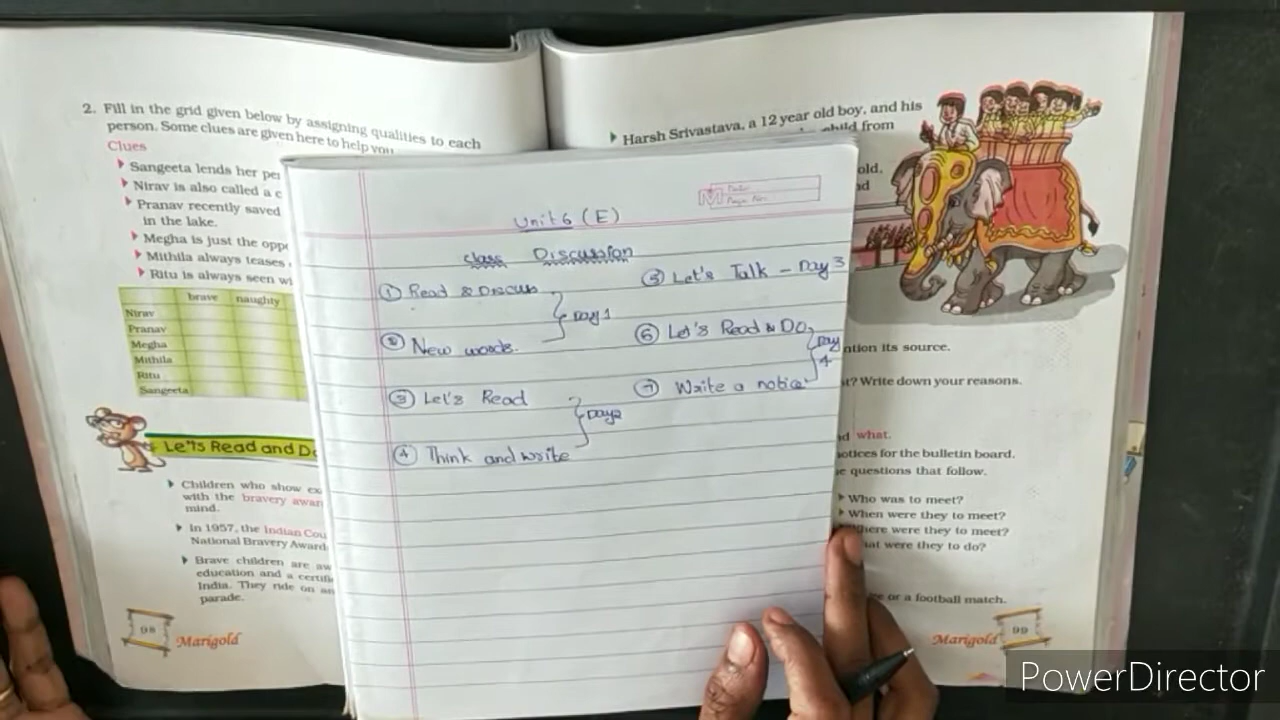 2. Fill in the grid given below by assigning qualities to each
person. Some clues are given here to help you
Clues
Sangeeta lends her
Nirav is also called a
Pranav recently saved
in the lake.
Megha is just the
Mithila always teases
Ritu is always seen
brave naughty
Nirav
Pranav
Megha
Mithila
Ritu
Sangeeta
Let's Read and
Children who show
with the bravery
mind.
In 1957, the Indian
National Bravery
Brave children are
education and a
India. They ride on
parade.
98
Marigold
Unit 6 (E)
class Discussion
① Read & Discuss
② New words.
Day 1
③ Let's Read
④ Think and write
Day 2
⑤ Let's Talk - Day 3
⑥ Let's Read & Do
⑦ Write a notice
Day 4
Harsh Srivastava, a 12 year old boy, and his
child from
old.
its source.
Write down your reasons.
what.
notices for the bulletin board.
questions that follow.
Who was to meet?
When were they to meet?
were they to meet?
were they to do?
or a football match.
Marigold
99
PowerDirector